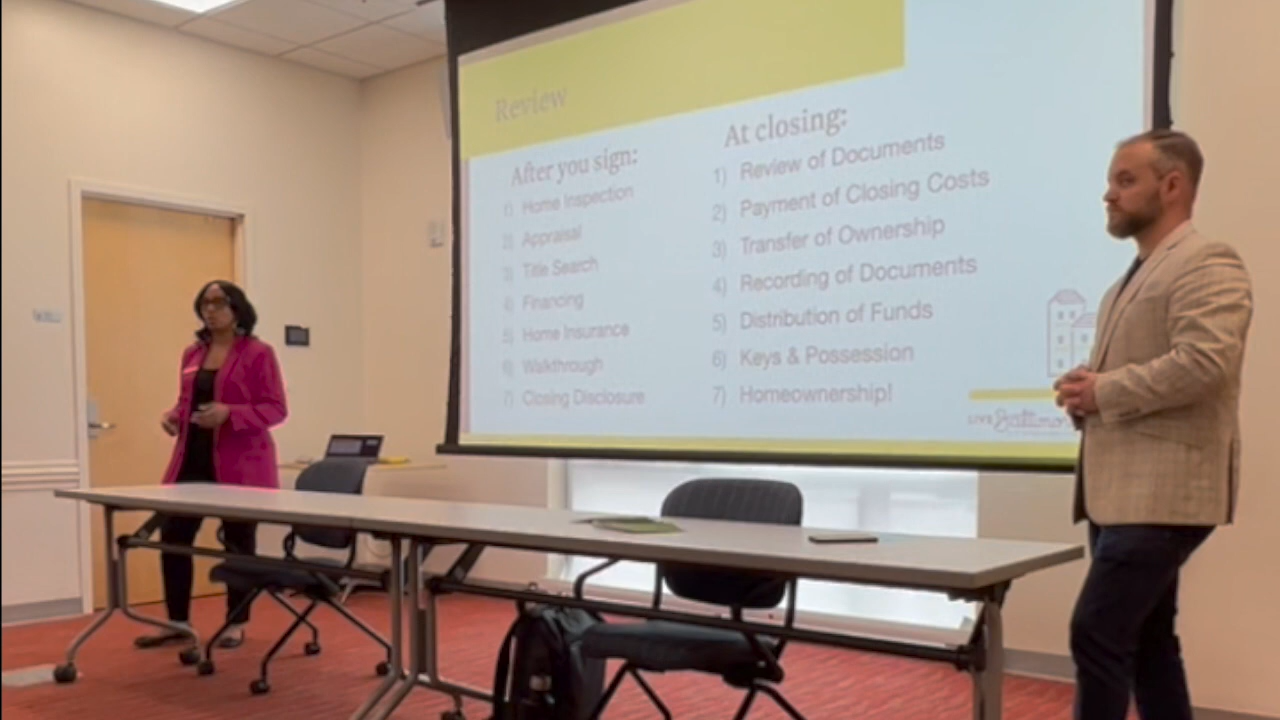 Review
After you sign:
1) Home Inspection
2) Appraisal
3) Title Search
4) Financing
5) Home Insurance
6) Walkthrough
7) Closing Disclosure
At closing:
1) Review of Documents
2) Payment of Closing Costs
3) Transfer of Ownership
4) Recording of Documents
5) Distribution of Funds
6) Keys & Possession
7) Homeownership!
LIVE Baltimore